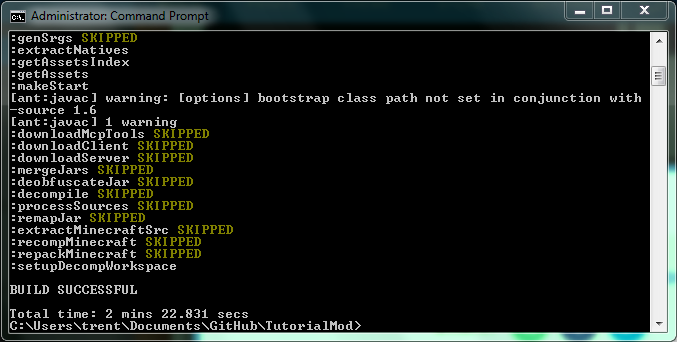 Administrator: Command Prompt
:genSrgs SKIPPED
:extractNatives
:getAssetsIndex
:getAssets
:makeStart
[ant:javac] warning: [options] bootstrap class path not set in conjunction with
-source 1.6
[ant:javac] 1 warning
:downloadMcpTools SKIPPED
:downloadClient SKIPPED
:downloadServer SKIPPED
:mergeJars SKIPPED
:deobfuscateJar SKIPPED
:decompile SKIPPED
:processSources SKIPPED
:remapJar SKIPPED
:extractMinecraftSrc SKIPPED
:recompMinecraft SKIPPED
:repackMinecraft SKIPPED
:setupDecompWorkspace
BUILD SUCCESSFUL
Total time: 2 mins 22.831 secs
C:\Users\trent\Documents\GitHub\TutorialMod>